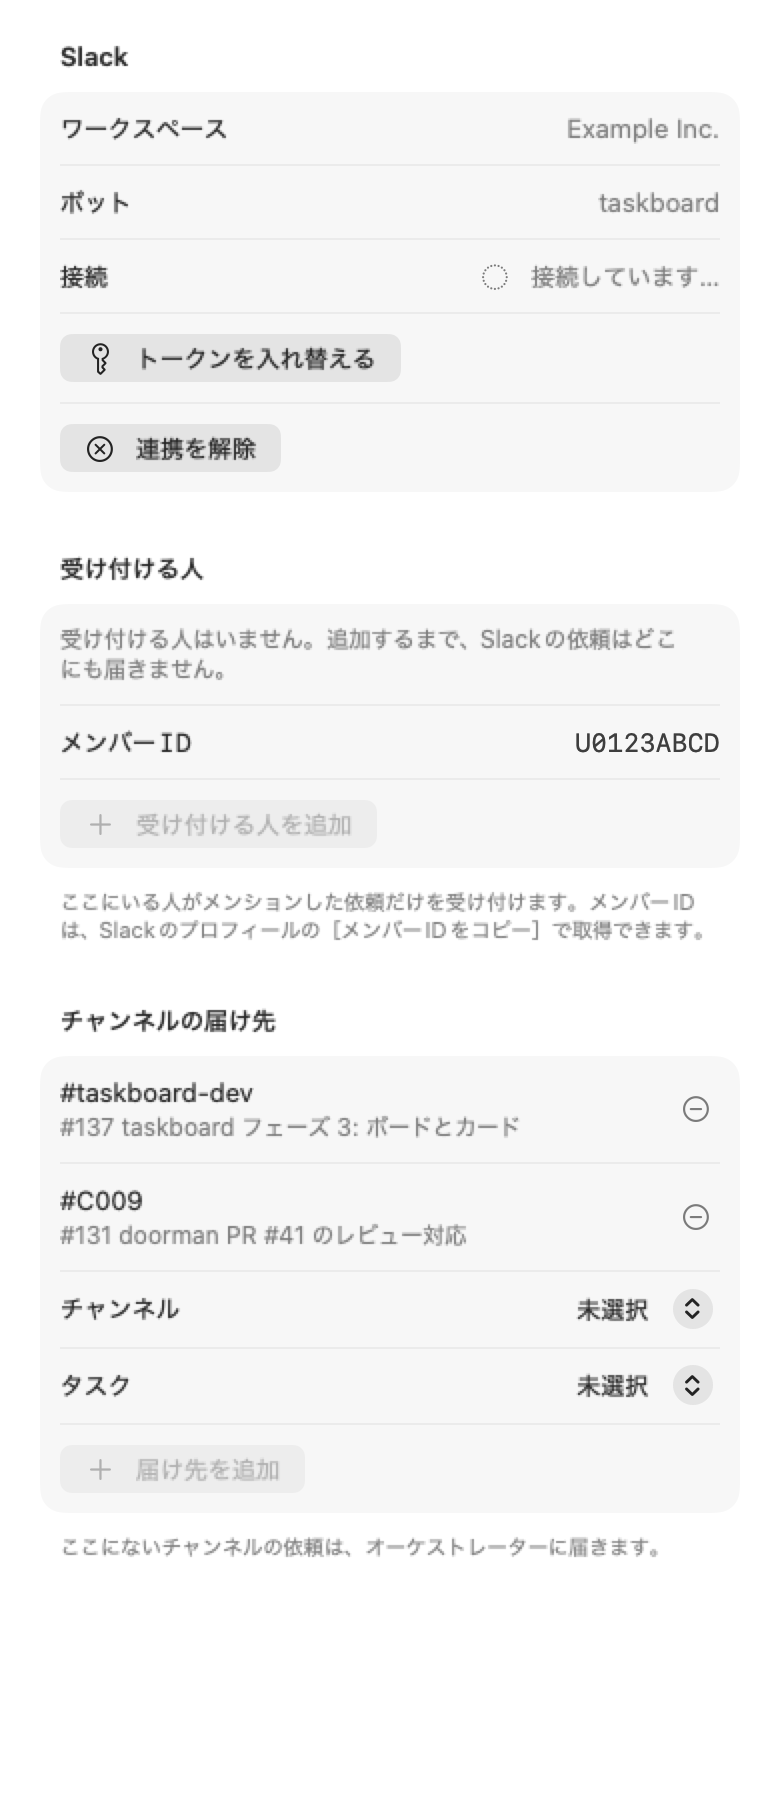 Slack
ワークスペース Example Inc.
ボット taskboard
接続 接続しています...
トークンを入れ替える
連携を解除
受け付ける人
受け付ける人はいません。追加するまで、Slackの依頼はどこ
にも届きません。
メンバーID U0123ABCD
受け付ける人を追加
ここにいる人がメンションした依頼だけを受け付けます。メンバーID
は、Slackのプロフィールの［メンバーIDをコピー］で取得できます。
チャンネルの届け先
#taskboard-dev
#137 taskboard フェーズ 3: ボードとカード
#C009
#131 doorman PR #41 のレビュー対応
チャンネル 未選択
タスク 未選択
届け先を追加
ここにないチャンネルの依頼は、オーケストレーターに届きます。